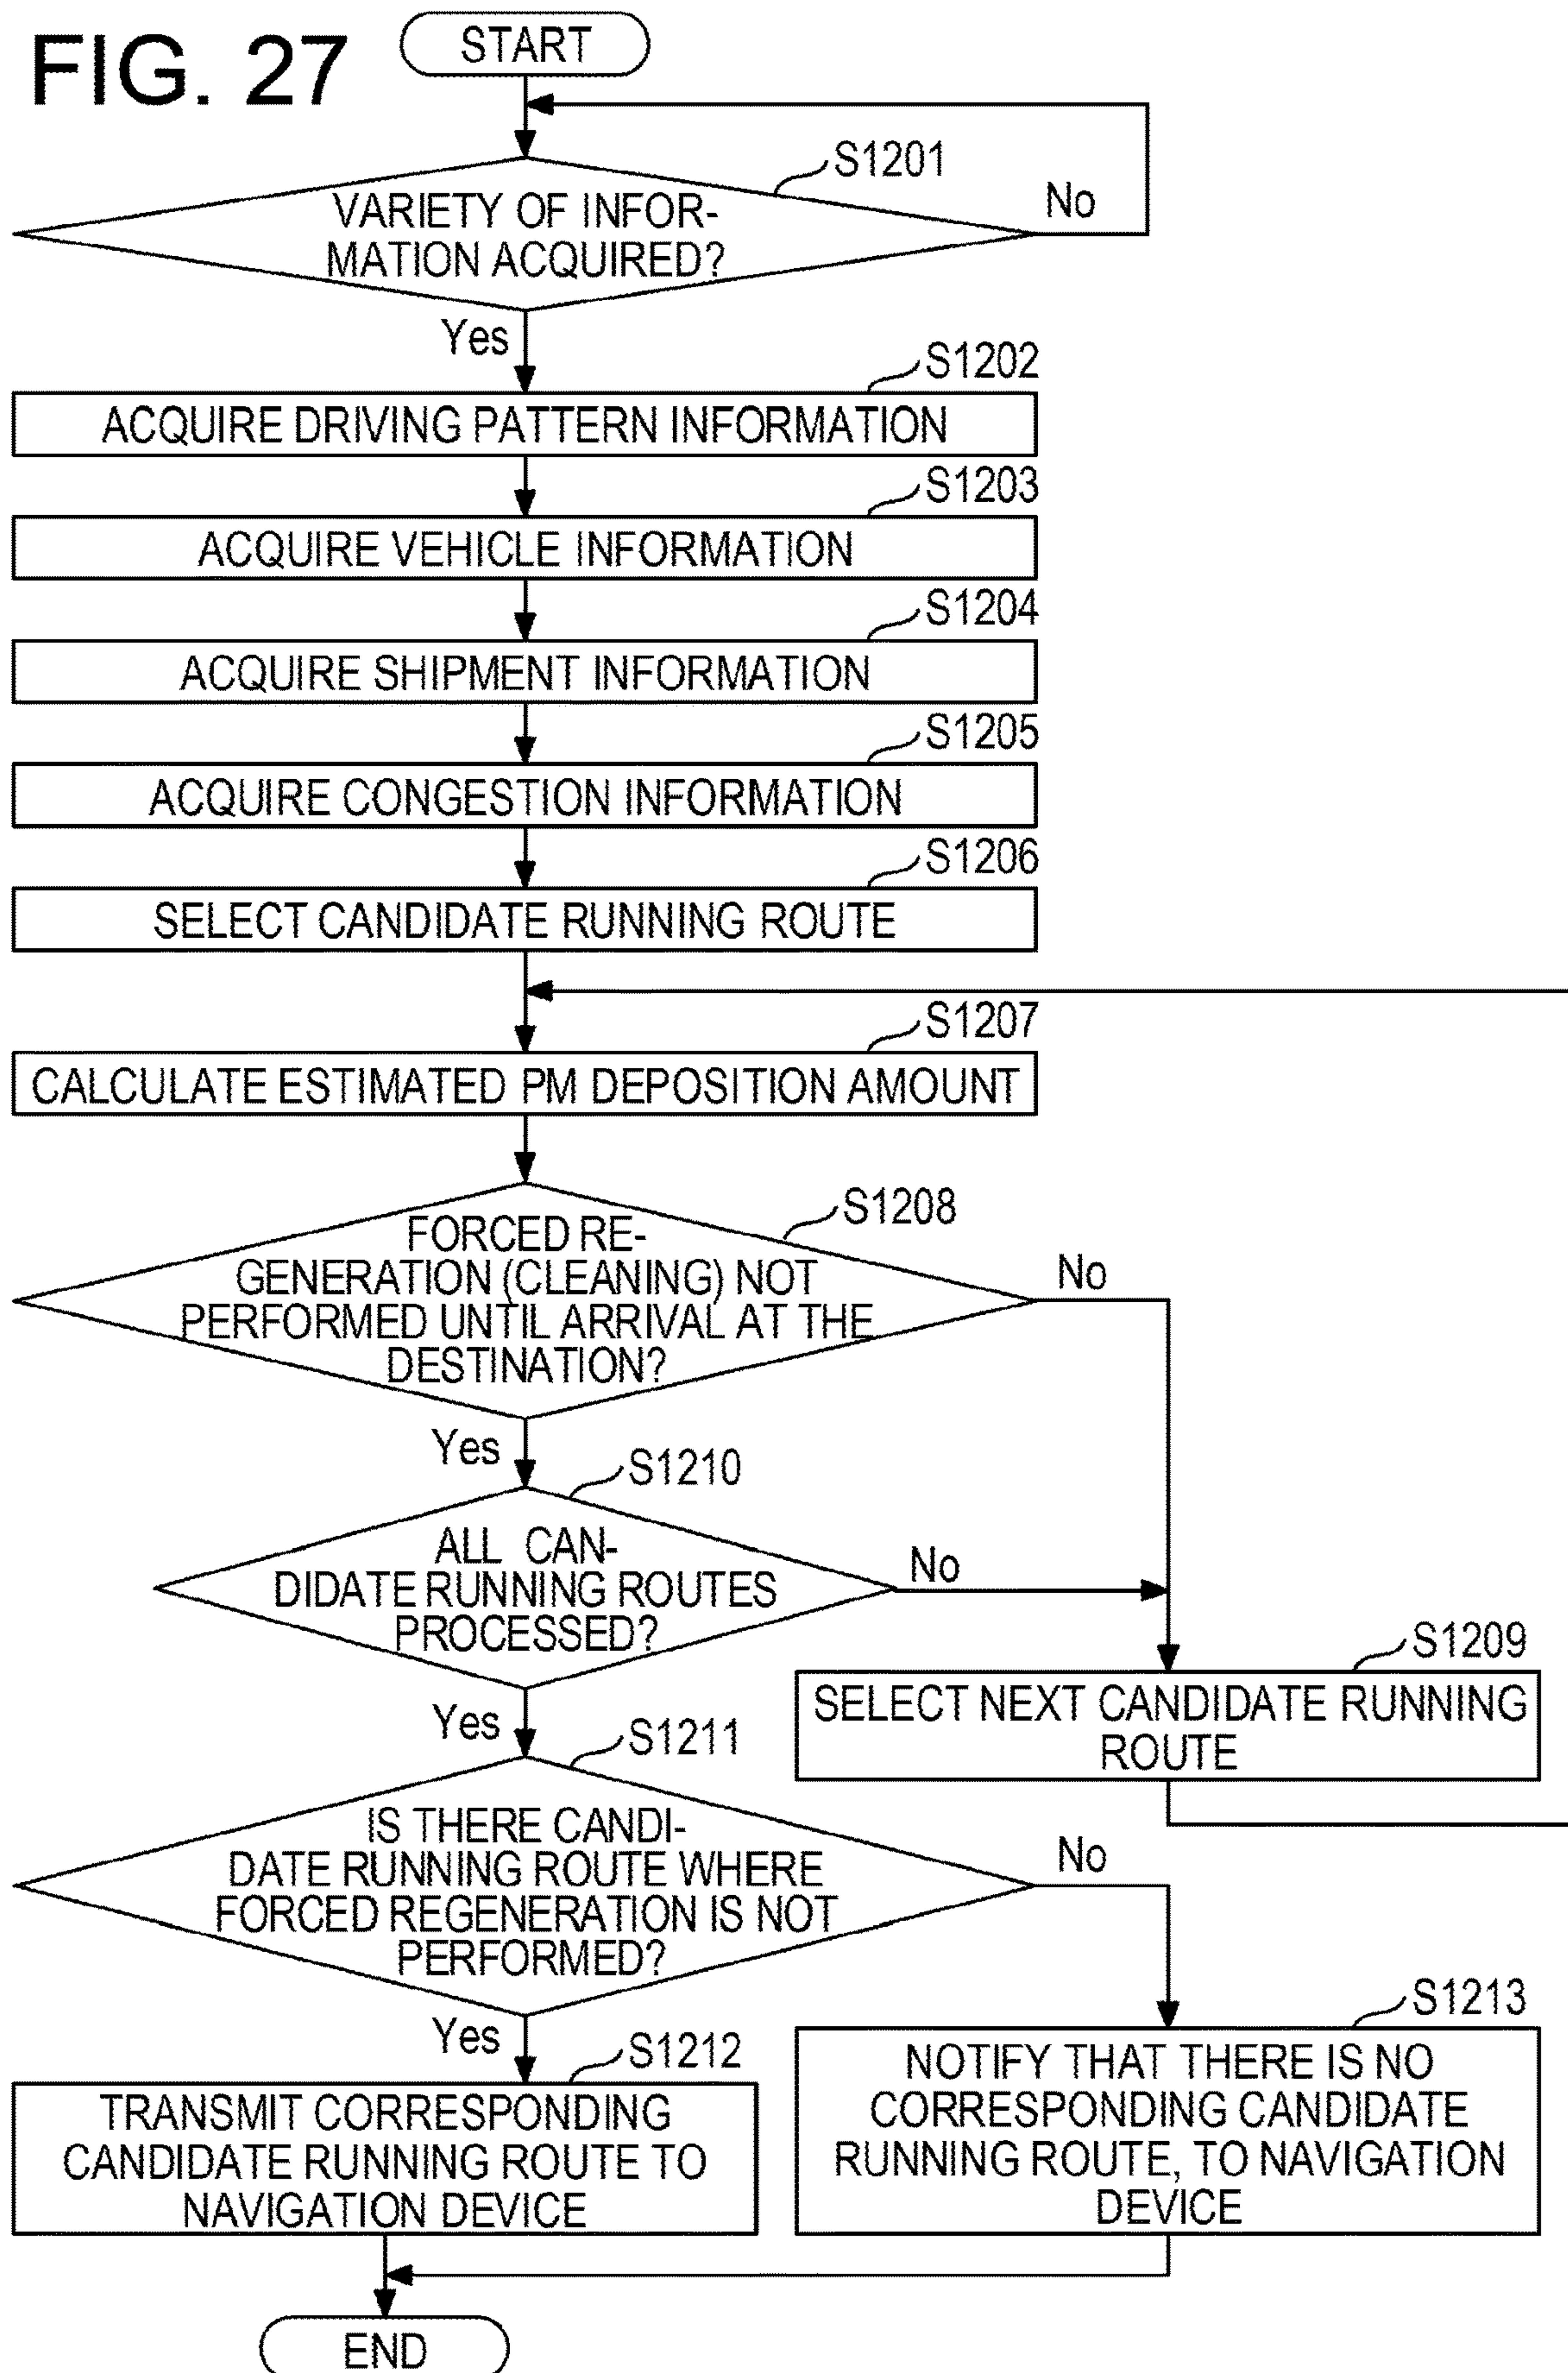 FIG. 27
START
S1201
VARIETY OF INFOR-
MATION ACQUIRED?
No
Yes
S1202
ACQUIRE DRIVING PATTERN INFORMATION
S1203
ACQUIRE VEHICLE INFORMATION
S1204
ACQUIRE SHIPMENT INFORMATION
S1205
ACQUIRE CONGESTION INFORMATION
S1206
SELECT CANDIDATE RUNNING ROUTE
S1207
CALCULATE ESTIMATED PM DEPOSITION AMOUNT
S1208
FORCED RE-
GENERATION (CLEANING) NOT
PERFORMED UNTIL ARRIVAL AT THE
DESTINATION?
No
Yes
S1210
ALL CAN-
DIDATE RUNNING ROUTES
PROCESSED?
No
S1209
SELECT NEXT CANDIDATE RUNNING
ROUTE
Yes
S1211
IS THERE CANDI-
DATE RUNNING ROUTE WHERE
FORCED REGENERATION IS NOT
PERFORMED?
No
Yes
S1212
TRANSMIT CORRESPONDING
CANDIDATE RUNNING ROUTE TO
NAVIGATION DEVICE
S1213
NOTIFY THAT THERE IS NO
CORRESPONDING CANDIDATE
RUNNING ROUTE, TO NAVIGATION
DEVICE
END